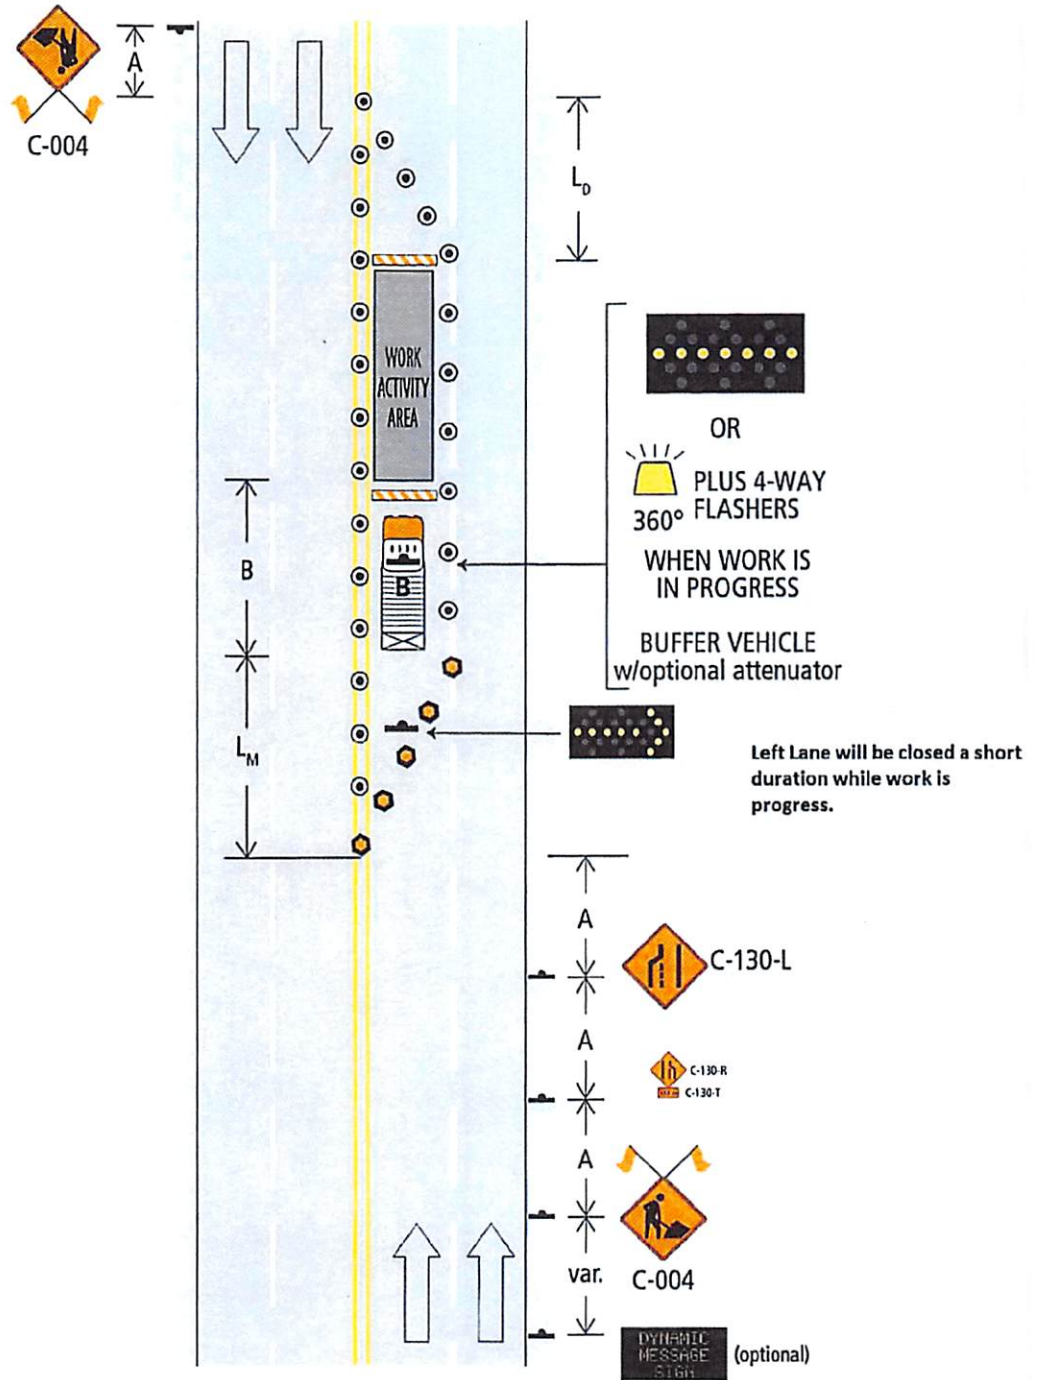 C-004
A
L_D
WORK
ACTIVITY
AREA
OR
PLUS 4-WAY
FLASHERS
360°
WHEN WORK IS
IN PROGRESS
BUFFER VEHICLE
w/optional attenuator
B
B
L_M
Left Lane will be closed a short
duration while work is
progress.
A
C-130-L
A
C-130-R
C-130-T
A
C-004
var.
DYNAMIC
MESSAGE
SIGN
(optional)